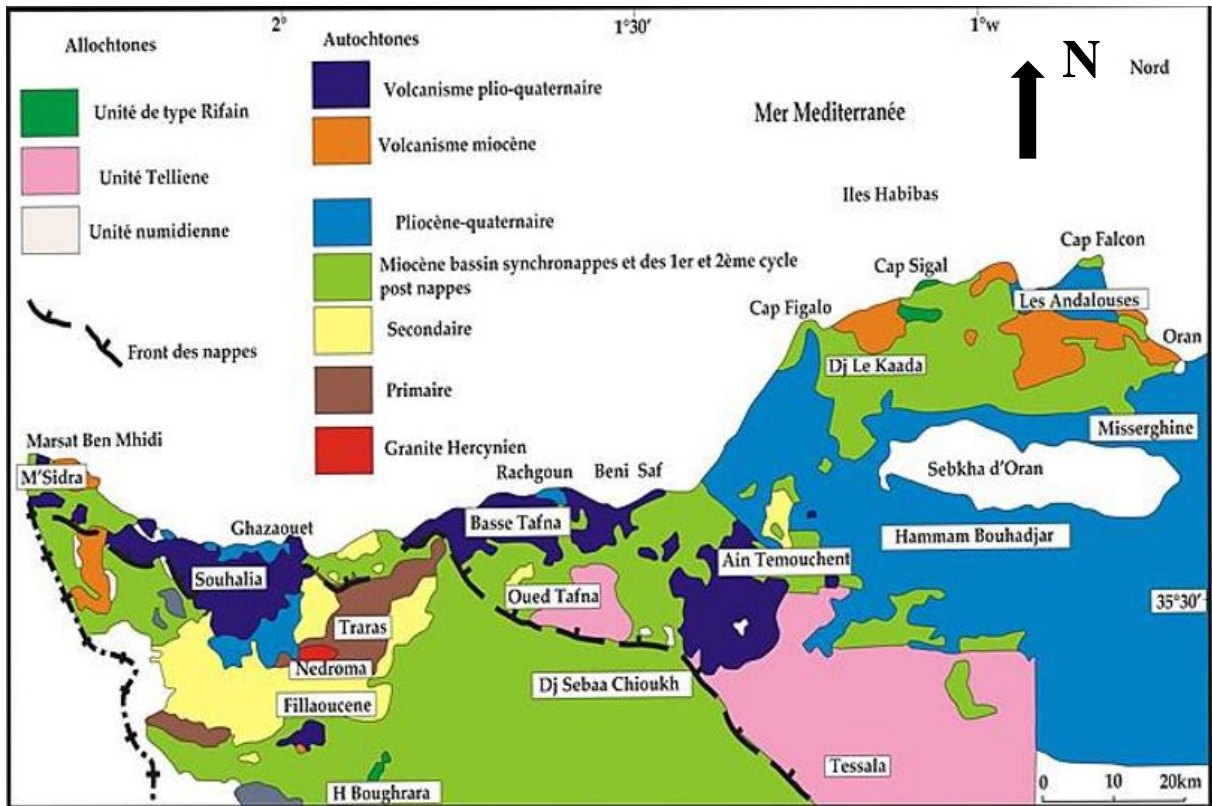 2°
1°30'
1°w
Allochtones
Unité de type Rifain
Unité Telliene
Unité numidienne
Front des nappes
Autochtones
Volcanisme plio-quaternaire
Volcanisme miocène
Pliocène-quaternaire
Miocène bassin synchronappes et des 1er et 2ème cycle
post nappes
Secondaire
Primaire
Granite Hercynien
N
Nord
Mer Mediterranée
Iles Habibas
Cap Falcon
Cap Sigal
Les Andalouses
Cap Figalo
Oran
Dj Le Kaada
Misserghine
Sebkha d'Oran
Marsat Ben Mhidi
M'Sidra
Rachgoun
Beni Saf
Ghazaouet
Basse Tafna
Hammam Bouhadjar
Ain Temouchent
Souhalia
Oued Tafna
35°30'
Traras
Nedroma
Dj Sebaa Chioukh
Fillaoucene
Tessala
H Boughrara
0 10 20km